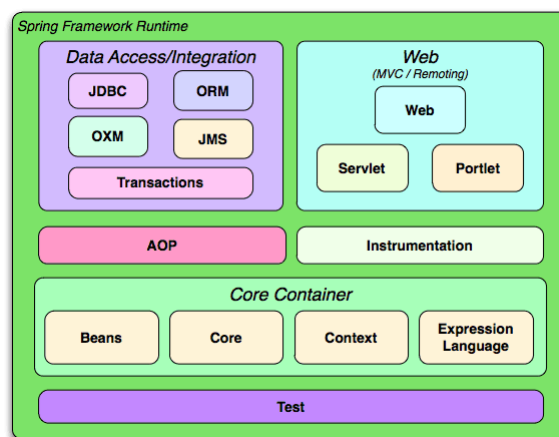 Spring Framework Runtime
Data Access/Integration
JDBC
ORM
OXM
JMS
Transactions
Web
(MVC / Remoting)
Web
Servlet
Portlet
AOP
Instrumentation
Core Container
Beans
Core
Context
Expression
Language
Test